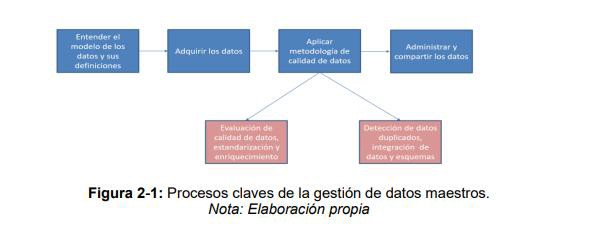 Entender el
modelo de los
datos y sus
definiciones
Adquirir los datos
Aplicar
metodología de
calidad de datos
Administrar y
compartir los datos
Evaluación de
calidad de datos,
estandarización y
enriquecimiento
Detección de datos
duplicados,
integración de
datos y esquemas
Figura 2-1: Procesos claves de la gestión de datos maestros.
Nota: Elaboración propia